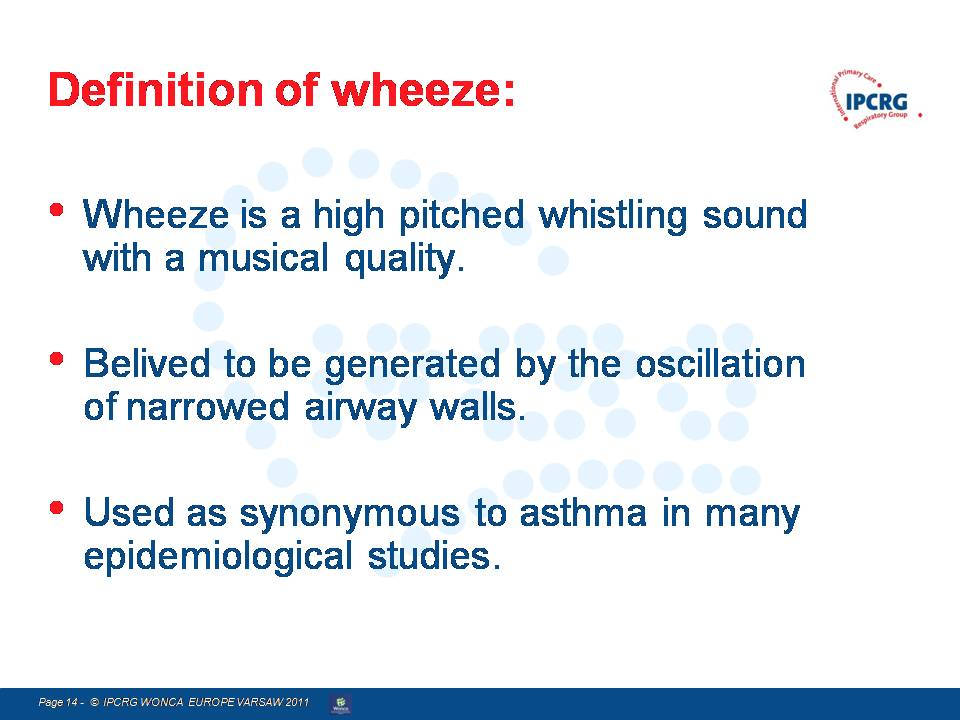 Definition of wheeze:
International Primary Care
IPCRG
Respiratory Group
• Wheeze is a high pitched whistling sound
with a musical quality.
• Belived to be generated by the oscillation
of narrowed airway walls.
• Used as synonymous to asthma in many
epidemiological studies.
Page 14 - © IPCRG WONCA EUROPE VARSAW 2011
Wonca